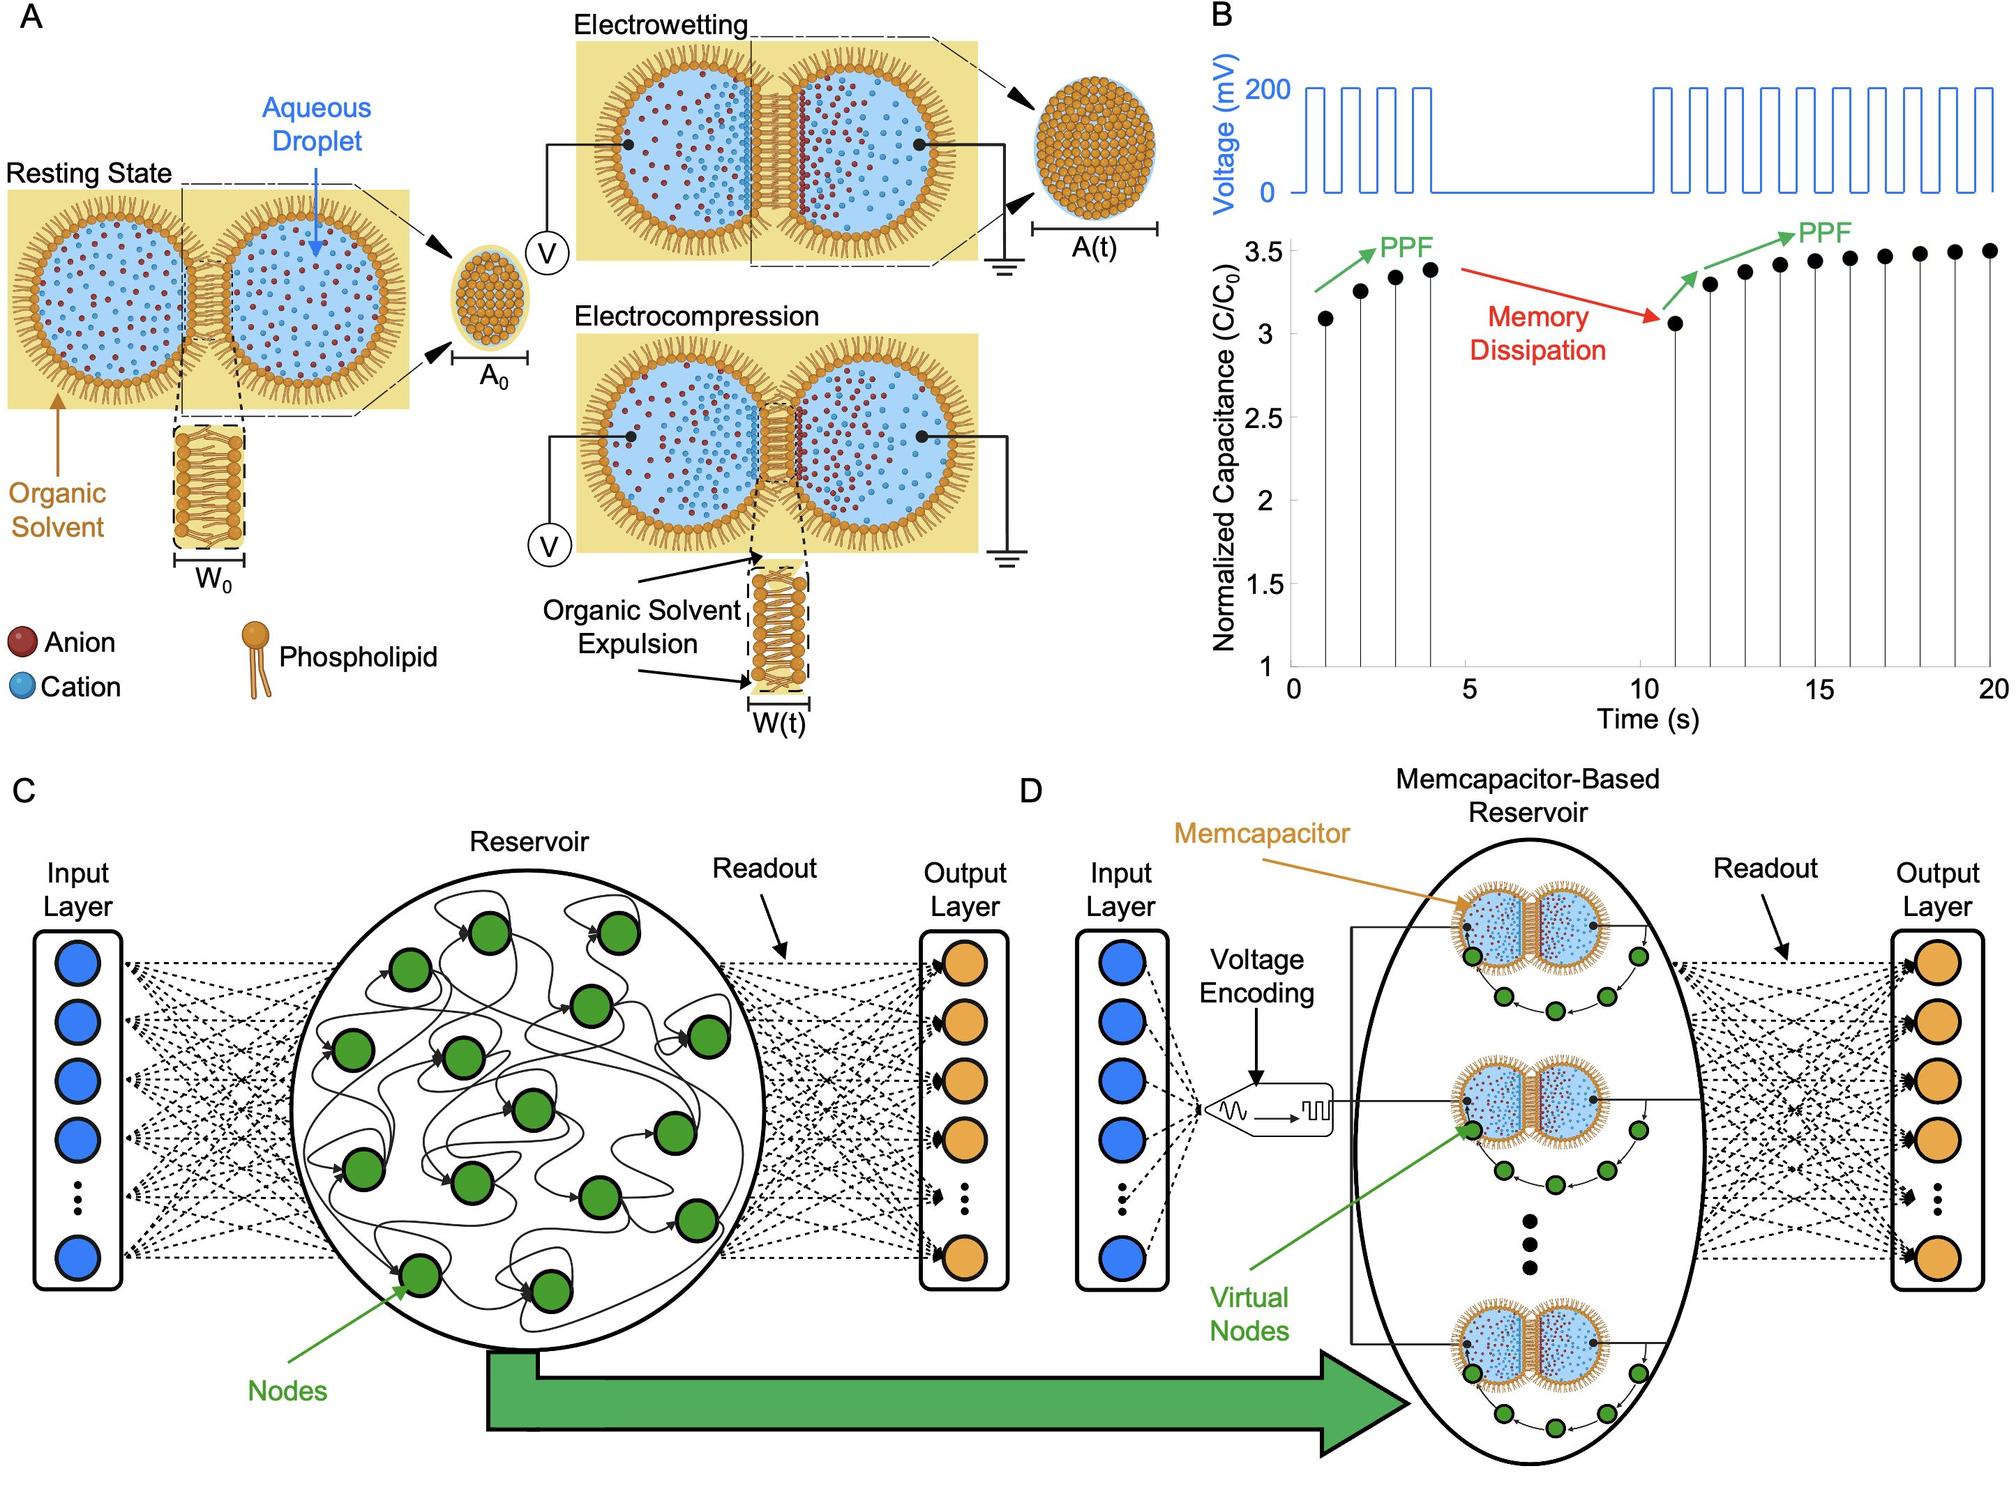 A
Resting State
Aqueous
Droplet
Organic
Solvent
W₀
A₀
Anion
Cation
Phospholipid
Electrowetting
V
A(t)
Electrocompression
V
Organic Solvent
Expulsion
W(t)
B
Voltage (mV)
200
0
Normalized Capacitance (C/C₀)
3.5
3
2.5
2
1.5
1
PPF
Memory
Dissipation
PPF
0
5
10
15
20
Time (s)
C
Input
Layer
Reservoir
Readout
Output
Layer
Nodes
D
Memcapacitor-Based
Reservoir
Memcapacitor
Input
Layer
Voltage
Encoding
Readout
Output
Layer
Virtual
Nodes